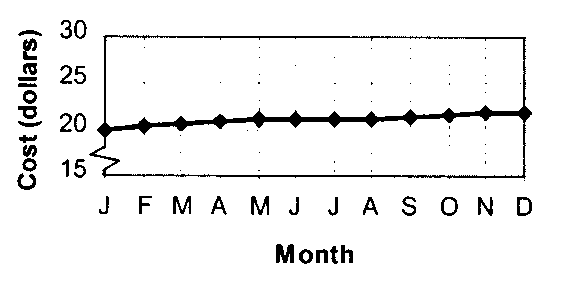 Cost (dollars)
30
25
20
15
J F M A M J J A S O N D
Month